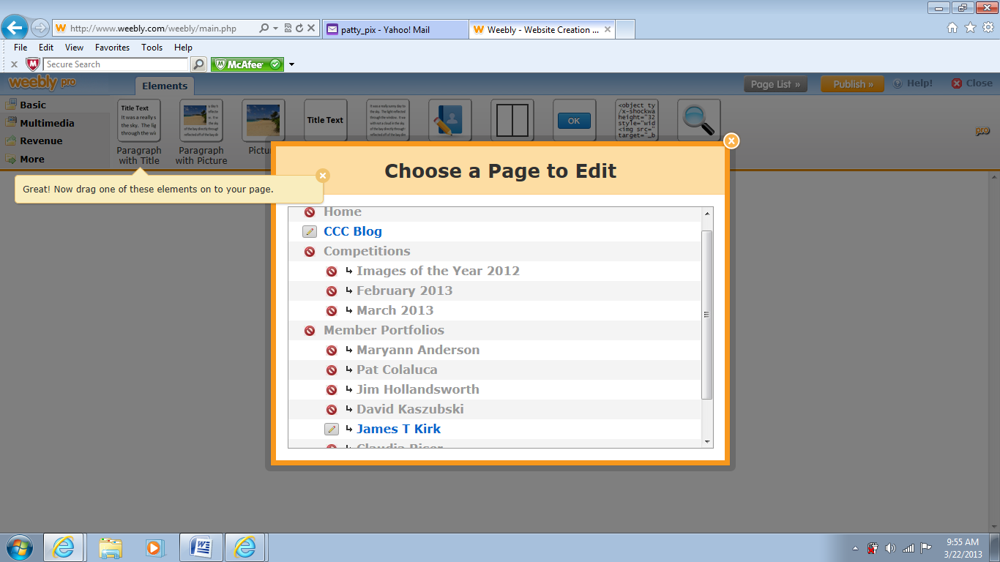 http://www.weebly.com/weebly/main.php
patty_pix - Yahoo! Mail
Weebly - Website Creation ...
File Edit View Favorites Tools Help
x Secure Search McAfee
weebly pro Elements Page List » Publish » Help! Close
Basic
Multimedia
Revenue
More
Title Text
It was a really s
the sky. The lig
through the wi
Title Text
OK
<object ty
/x-shockwa
height="32
style="wid
<img src="
target="_b
Paragraph with Title
Paragraph with Picture
Pictu
pro
Great! Now drag one of these elements on to your page.
Choose a Page to Edit
Home
CCC Blog
Competitions
Images of the Year 2012
February 2013
March 2013
Member Portfolios
Maryann Anderson
Pat Colaluca
Jim Hollandsworth
David Kaszubski
James T Kirk
9:55 AM
3/22/2013